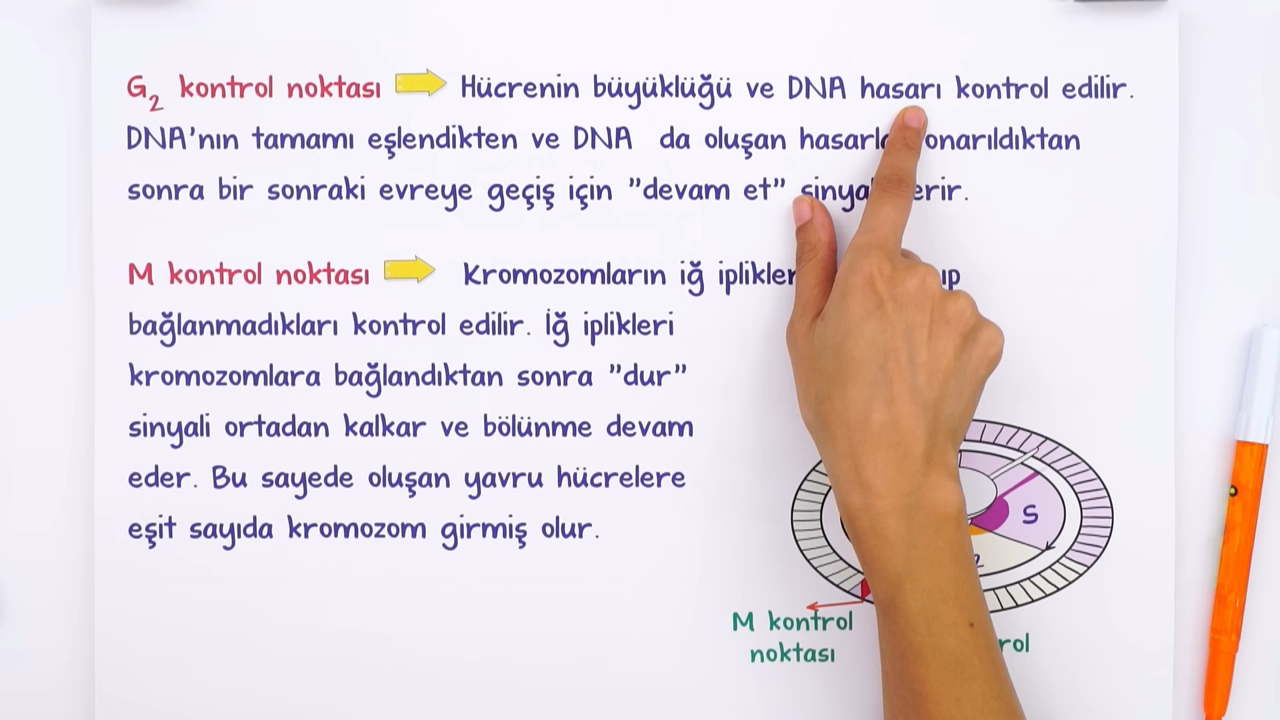 G2 kontrol noktası Hücrenin büyüklüğü ve DNA hasarı kontrol edilir.
DNA'nın tamamı eşlendikten ve DNA da oluşan onarıldıktan
sonra bir sonraki evreye geçiş için "devam et"
M kontrol noktası Kromozomların iğ
bağlanmadıkları kontrol edilir. İğ iplikleri
kromozomlara bağlandıktan sonra "dur"
sinyali ortadan kalkar ve bölünme devam
eder. Bu sayede oluşan yavru hücrelere
eşit sayıda kromozom girmiş olur.
S
M kontrol
noktası